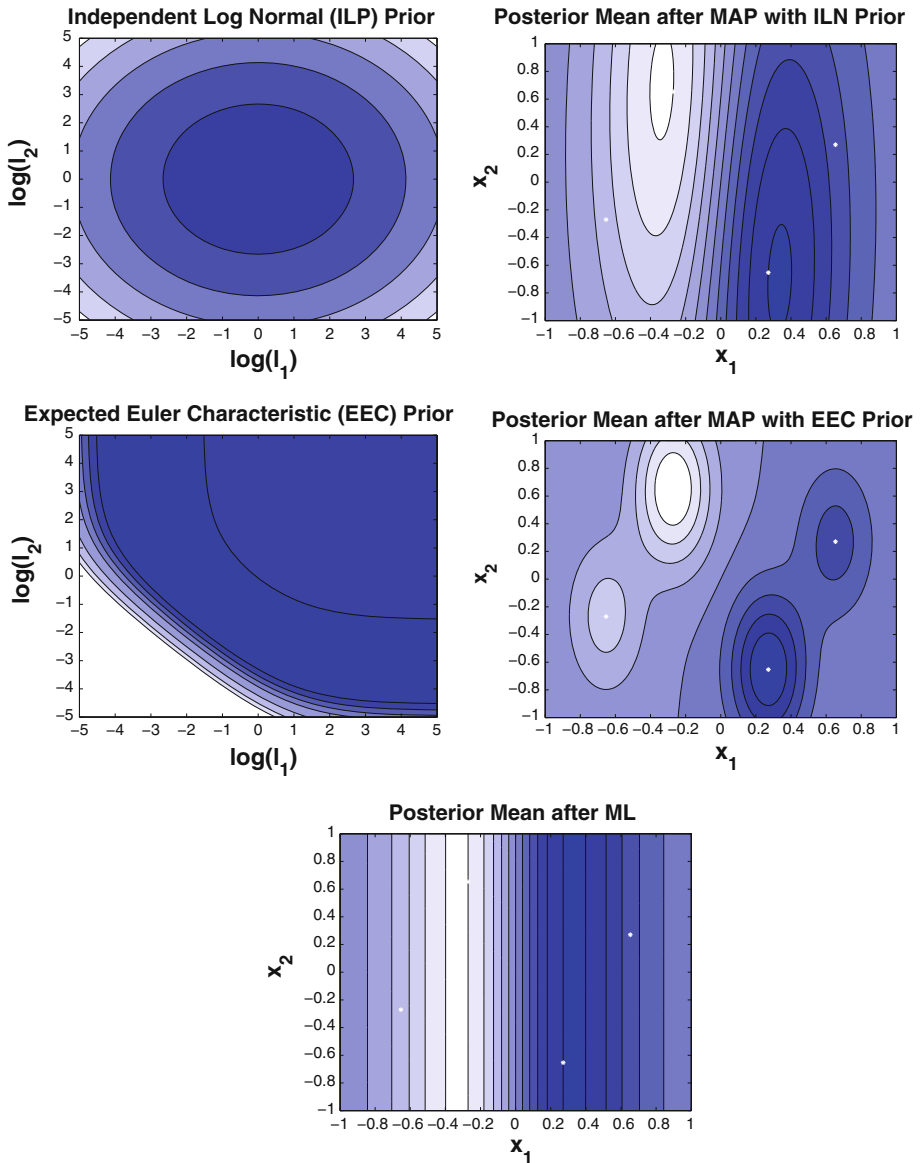 Independent Log Normal (ILP) Prior
5
4
3
2
1
0
−1
−2
−3
−4
−5
log(l_2)
−5 −4 −3 −2 −1 0 1 2 3 4 5
log(l_1)
Posterior Mean after MAP with ILN Prior
1
0.8
0.6
0.4
0.2
0
−0.2
−0.4
−0.6
−0.8
−1
x_2
−1 −0.8 −0.6 −0.4 −0.2 0 0.2 0.4 0.6 0.8 1
x_1
Expected Euler Characteristic (EEC) Prior
5
4
3
2
1
0
−1
−2
−3
−4
−5
log(l_2)
−5 −4 −3 −2 −1 0 1 2 3 4 5
log(l_1)
Posterior Mean after MAP with EEC Prior
1
0.8
0.6
0.4
0.2
0
−0.2
−0.4
−0.6
−0.8
−1
x_2
−1 −0.8 −0.6 −0.4 −0.2 0 0.2 0.4 0.6 0.8 1
x_1
Posterior Mean after ML
1
0.8
0.6
0.4
0.2
0
−0.2
−0.4
−0.6
−0.8
−1
x_2
−1 −0.8 −0.6 −0.4 −0.2 0 0.2 0.4 0.6 0.8 1
x_1